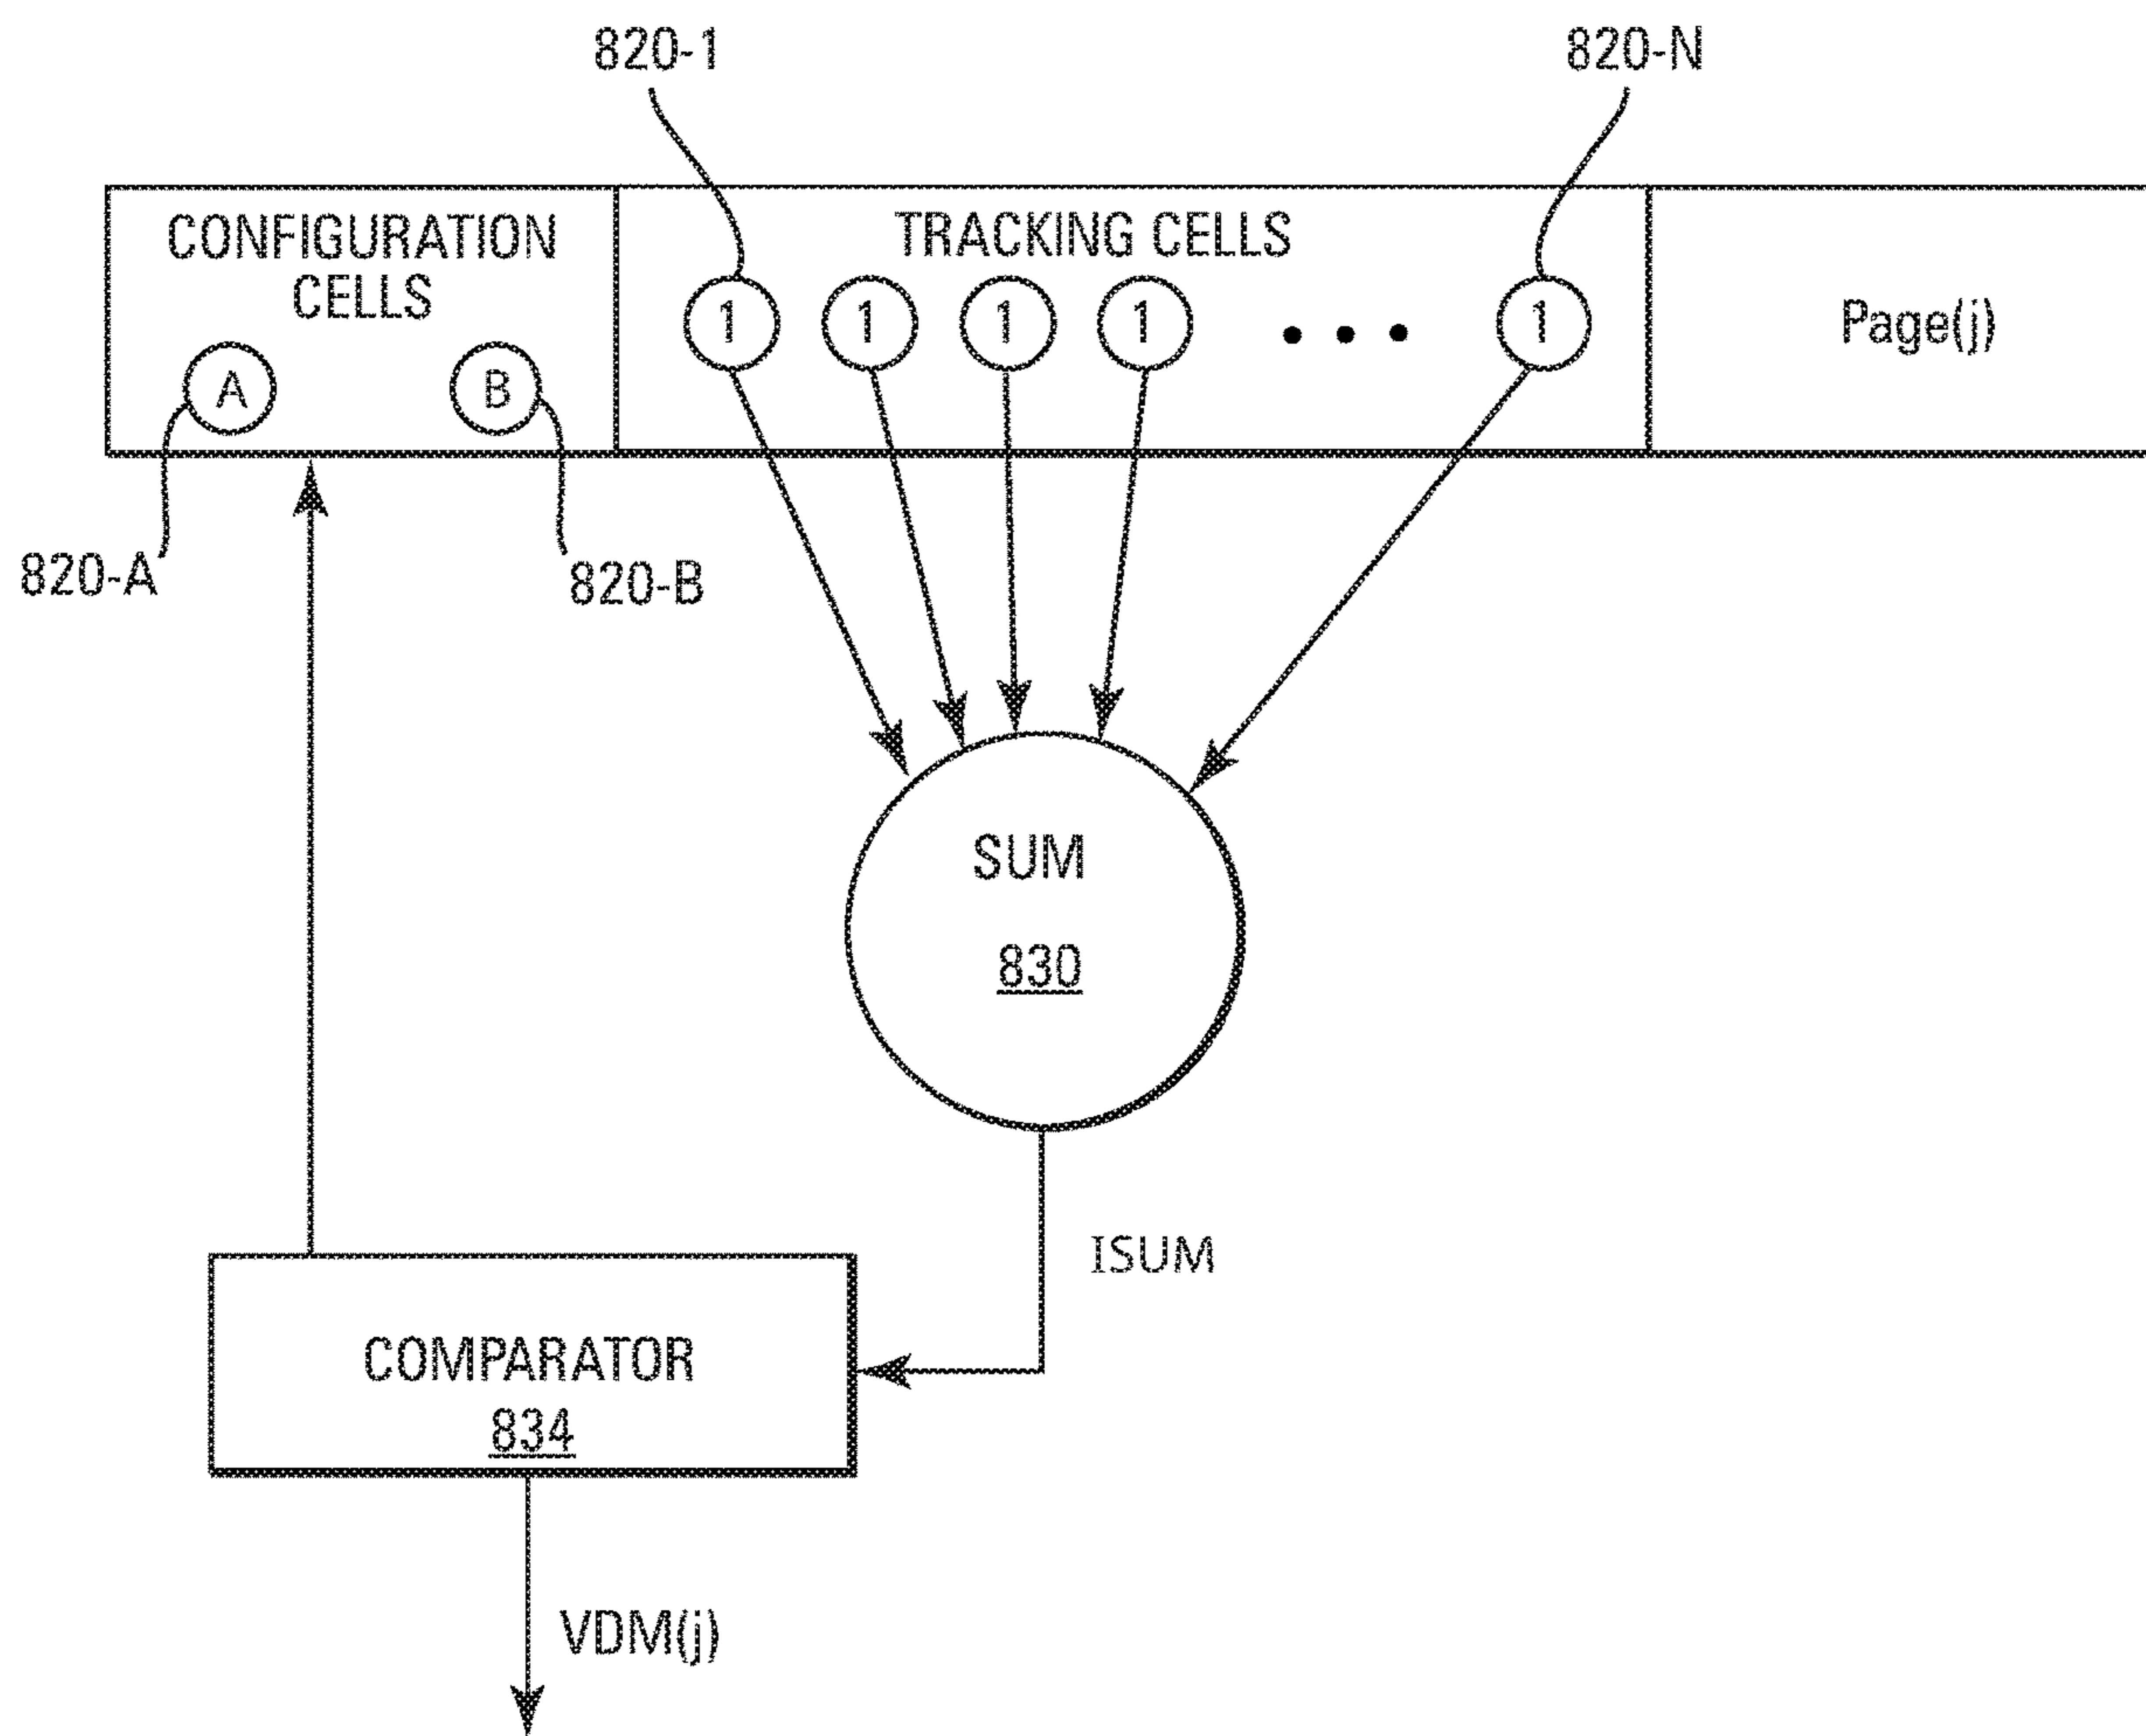 820-1
820-N
CONFIGURATION
CELLS
TRACKING CELLS
1 1 1 1 1
Page(j)
A
B
820-A
820-B
SUM
830
ISUM
COMPARATOR
834
VDM(j)